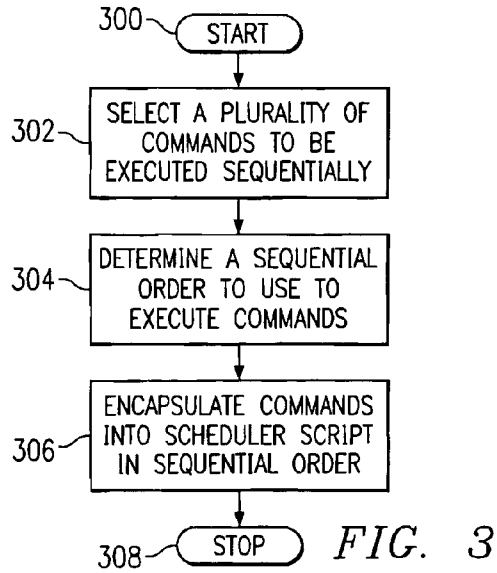 300
START
302
SELECT A PLURALITY OF
COMMANDS TO BE
EXECUTED SEQUENTIALLY
304
DETERMINE A SEQUENTIAL
ORDER TO USE TO
EXECUTE COMMANDS
306
ENCAPSULATE COMMANDS
INTO SCHEDULER SCRIPT
IN SEQUENTIAL ORDER
308
STOP
FIG. 3